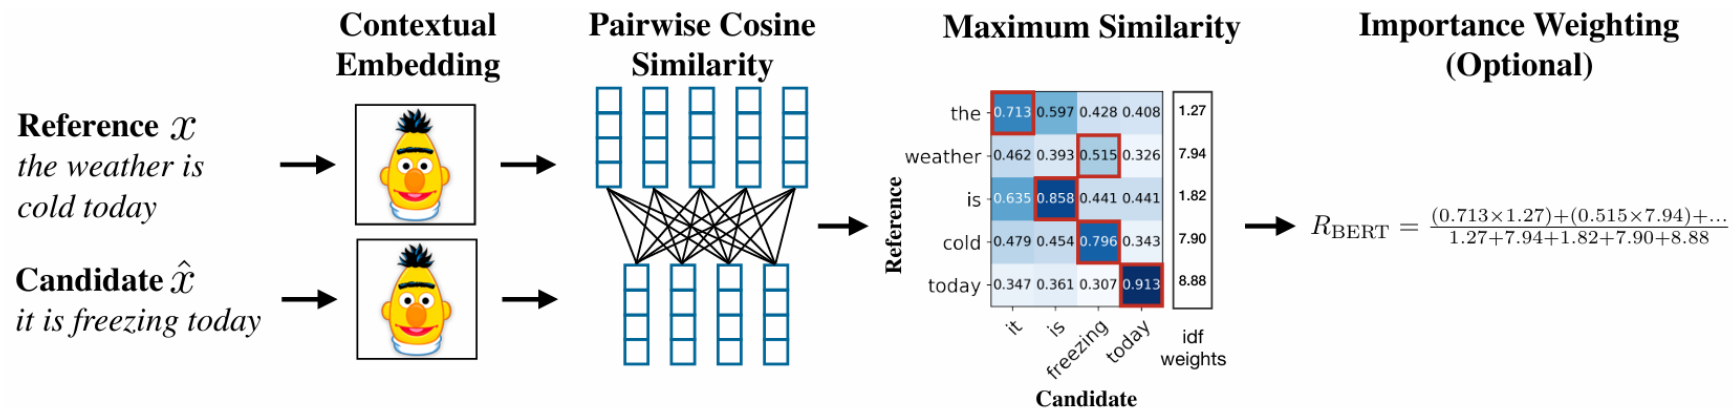 Contextual
Embedding
Pairwise Cosine
Similarity
Maximum Similarity
Importance Weighting
(Optional)
Reference x
the weather is
cold today
Candidate x̂
it is freezing today
Reference
the 0.713 0.597 0.428 0.408 1.27
weather 0.462 0.393 0.515 0.326 7.94
is 0.635 0.858 0.441 0.441 1.82
cold 0.479 0.454 0.796 0.343 7.90
today 0.347 0.361 0.307 0.913 8.88
it is freezing today
idf
weights
Candidate
R_BERT = (0.713×1.27)+(0.515×7.94)+...
1.27+7.94+1.82+7.90+8.88